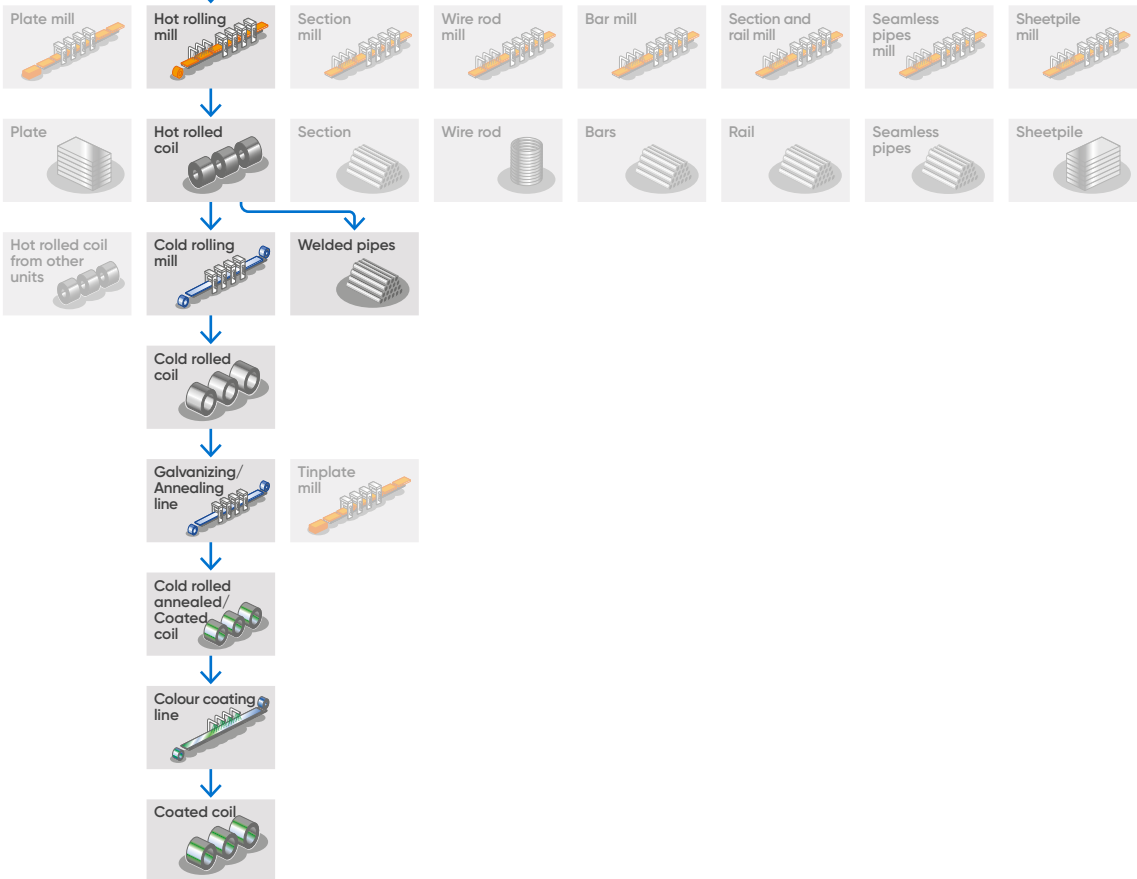 Plate mill
Hot rolling
mill
Section
mill
Wire rod
mill
Bar mill
Section and
rail mill
Seamless
pipes
mill
Sheetpile
mill
Plate
Hot rolled
coil
Section
Wire rod
Bars
Rail
Seamless
pipes
Sheetpile
Hot rolled coil
from other
units
Cold rolling
mill
Welded pipes
Cold rolled
coil
Galvanizing/
Annealing
line
Tinplate
mill
Cold rolled
annealed/
Coated
coil
Colour coating
line
Coated coil